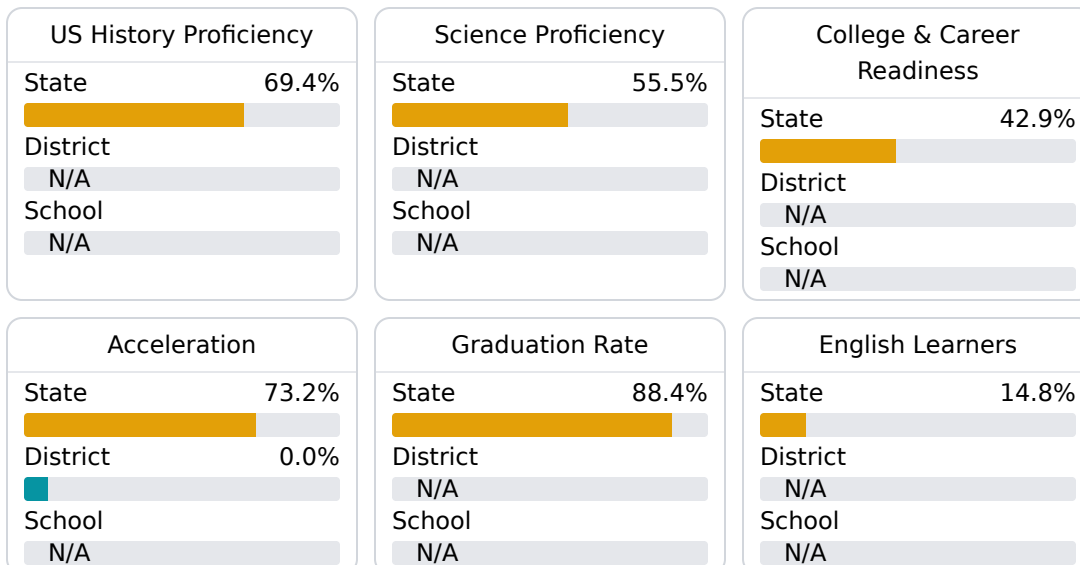 US History Proficiency
State 69.4%
District
N/A
School
N/A
Science Proficiency
State 55.5%
District
N/A
School
N/A
College & Career
Readiness
State 42.9%
District
N/A
School
N/A
Acceleration
State 73.2%
District 0.0%
School
N/A
Graduation Rate
State 88.4%
District
N/A
School
N/A
English Learners
State 14.8%
District
N/A
School
N/A